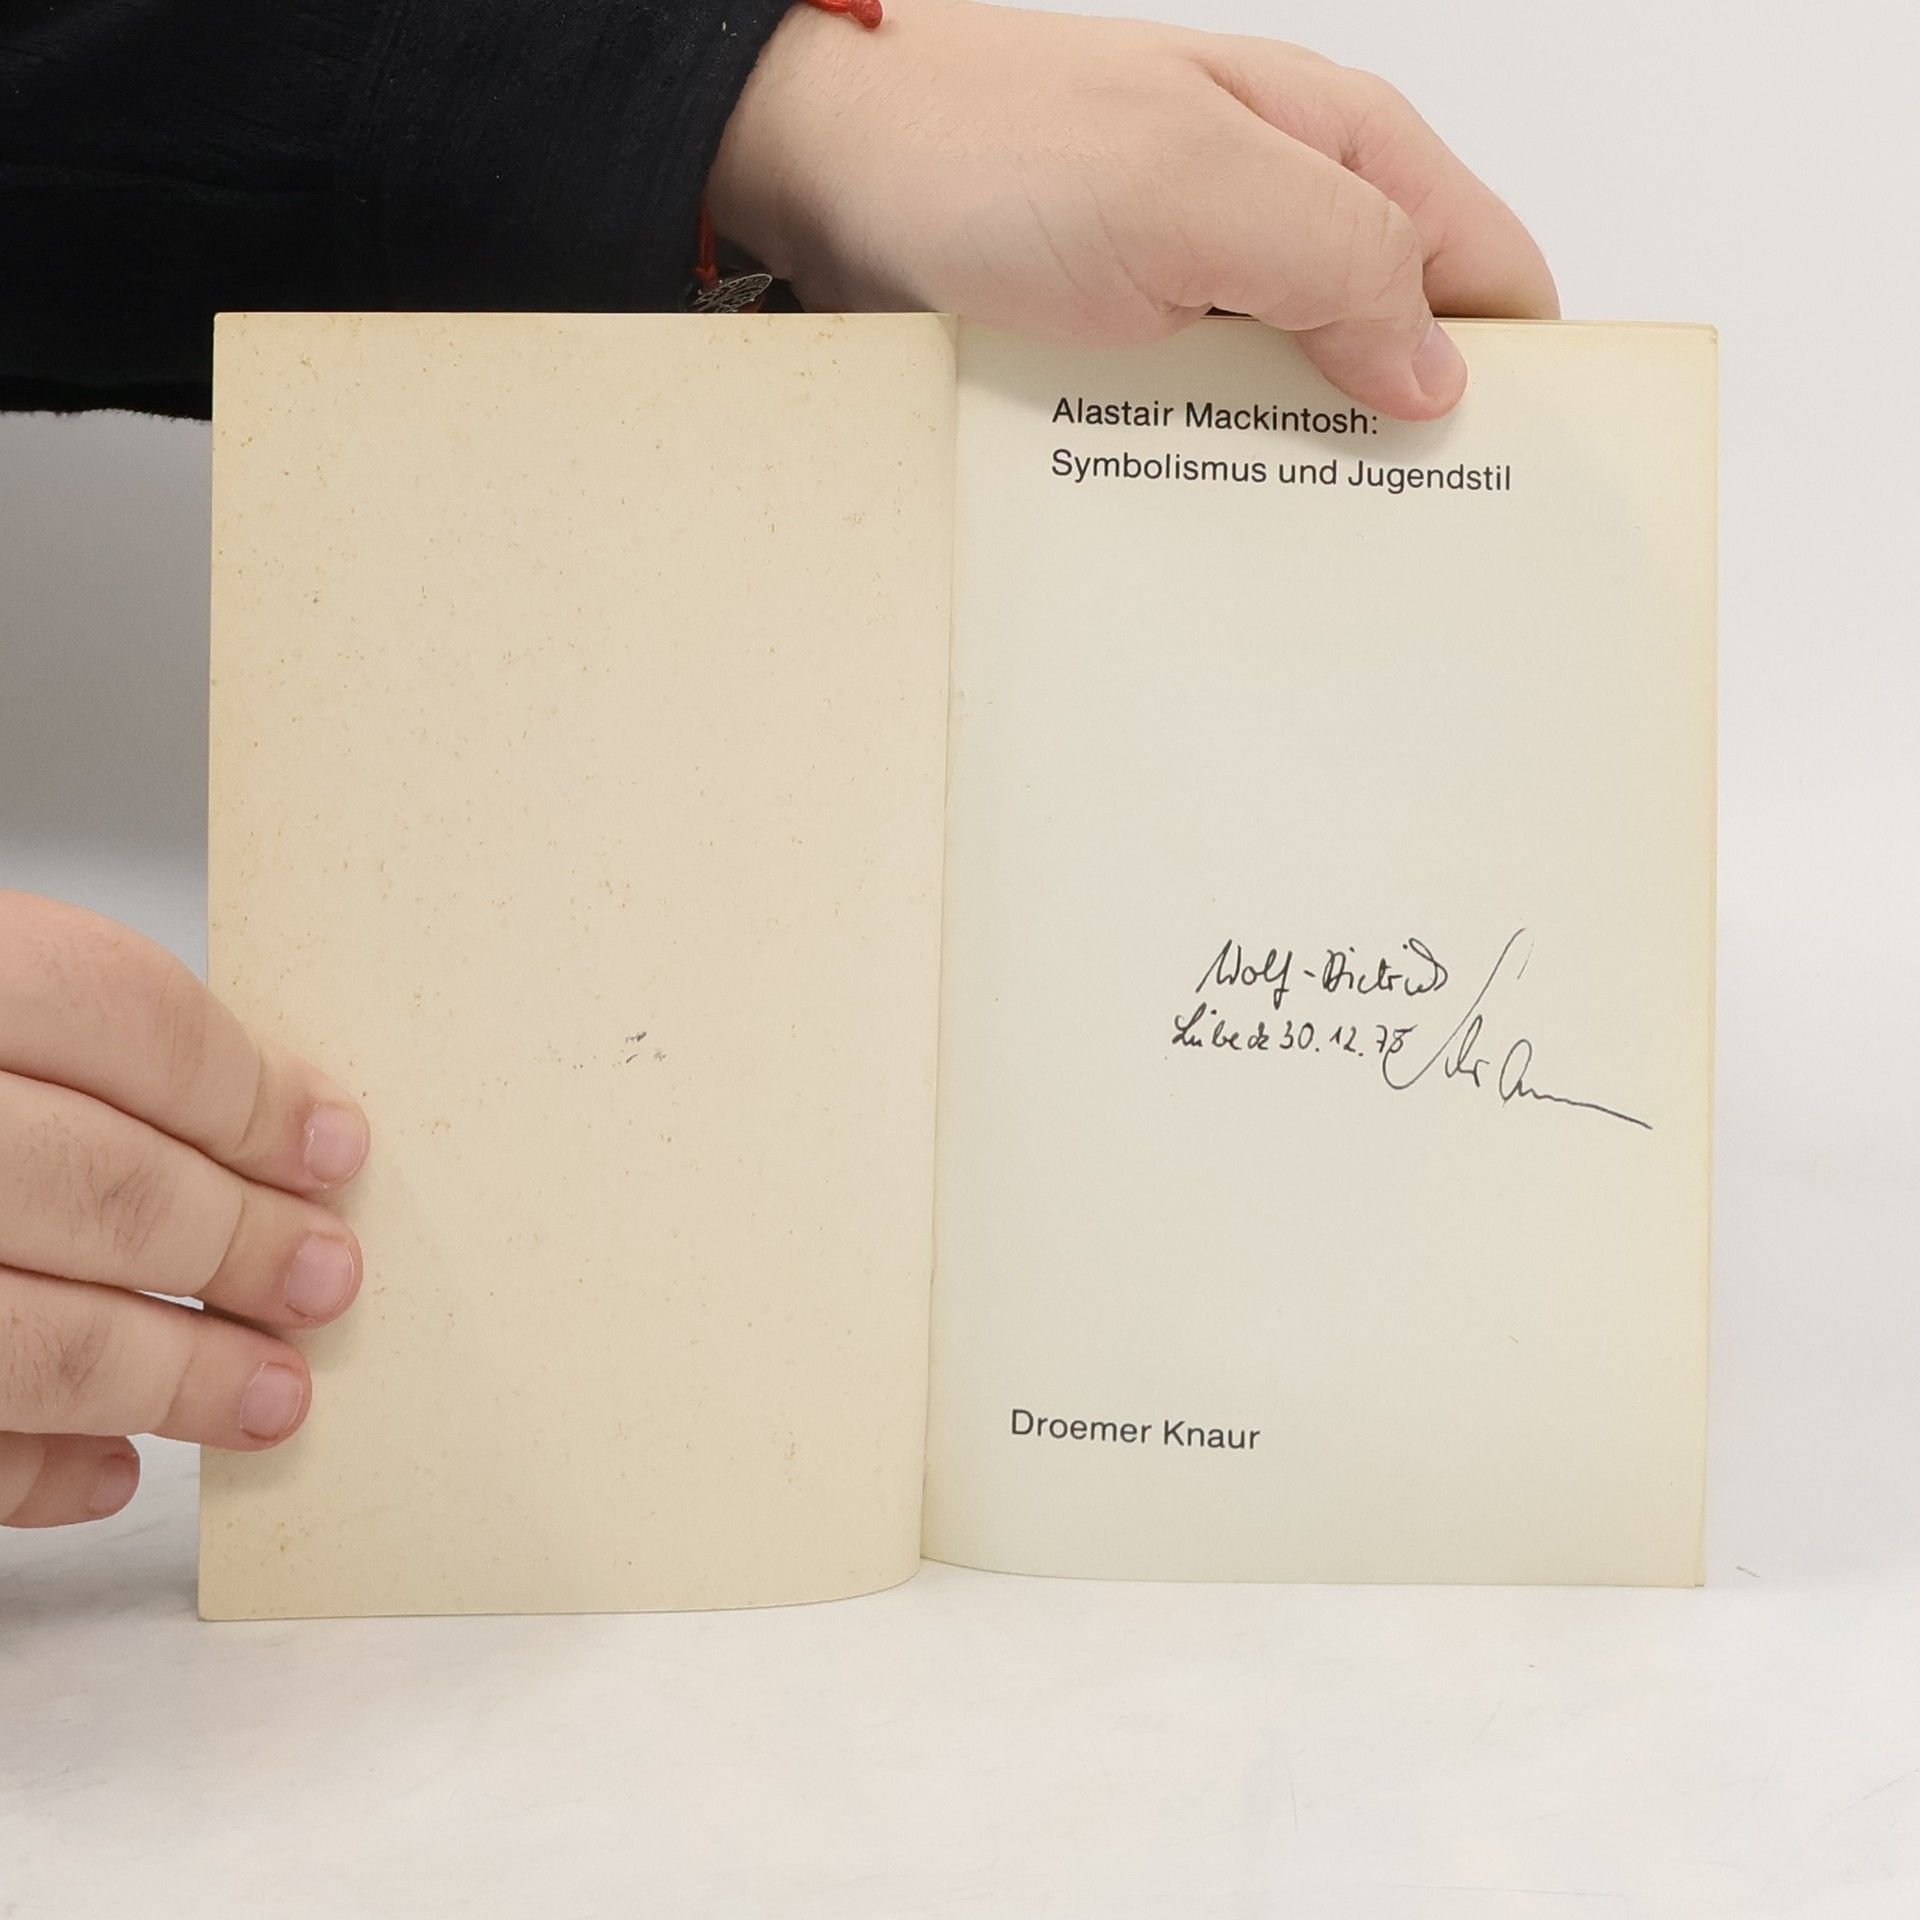 Alastair Mackintosh:
Symbolismus und Jugendstil
Wolf-Dietrich
Lübeck 30.12.78
Droemer Knaur